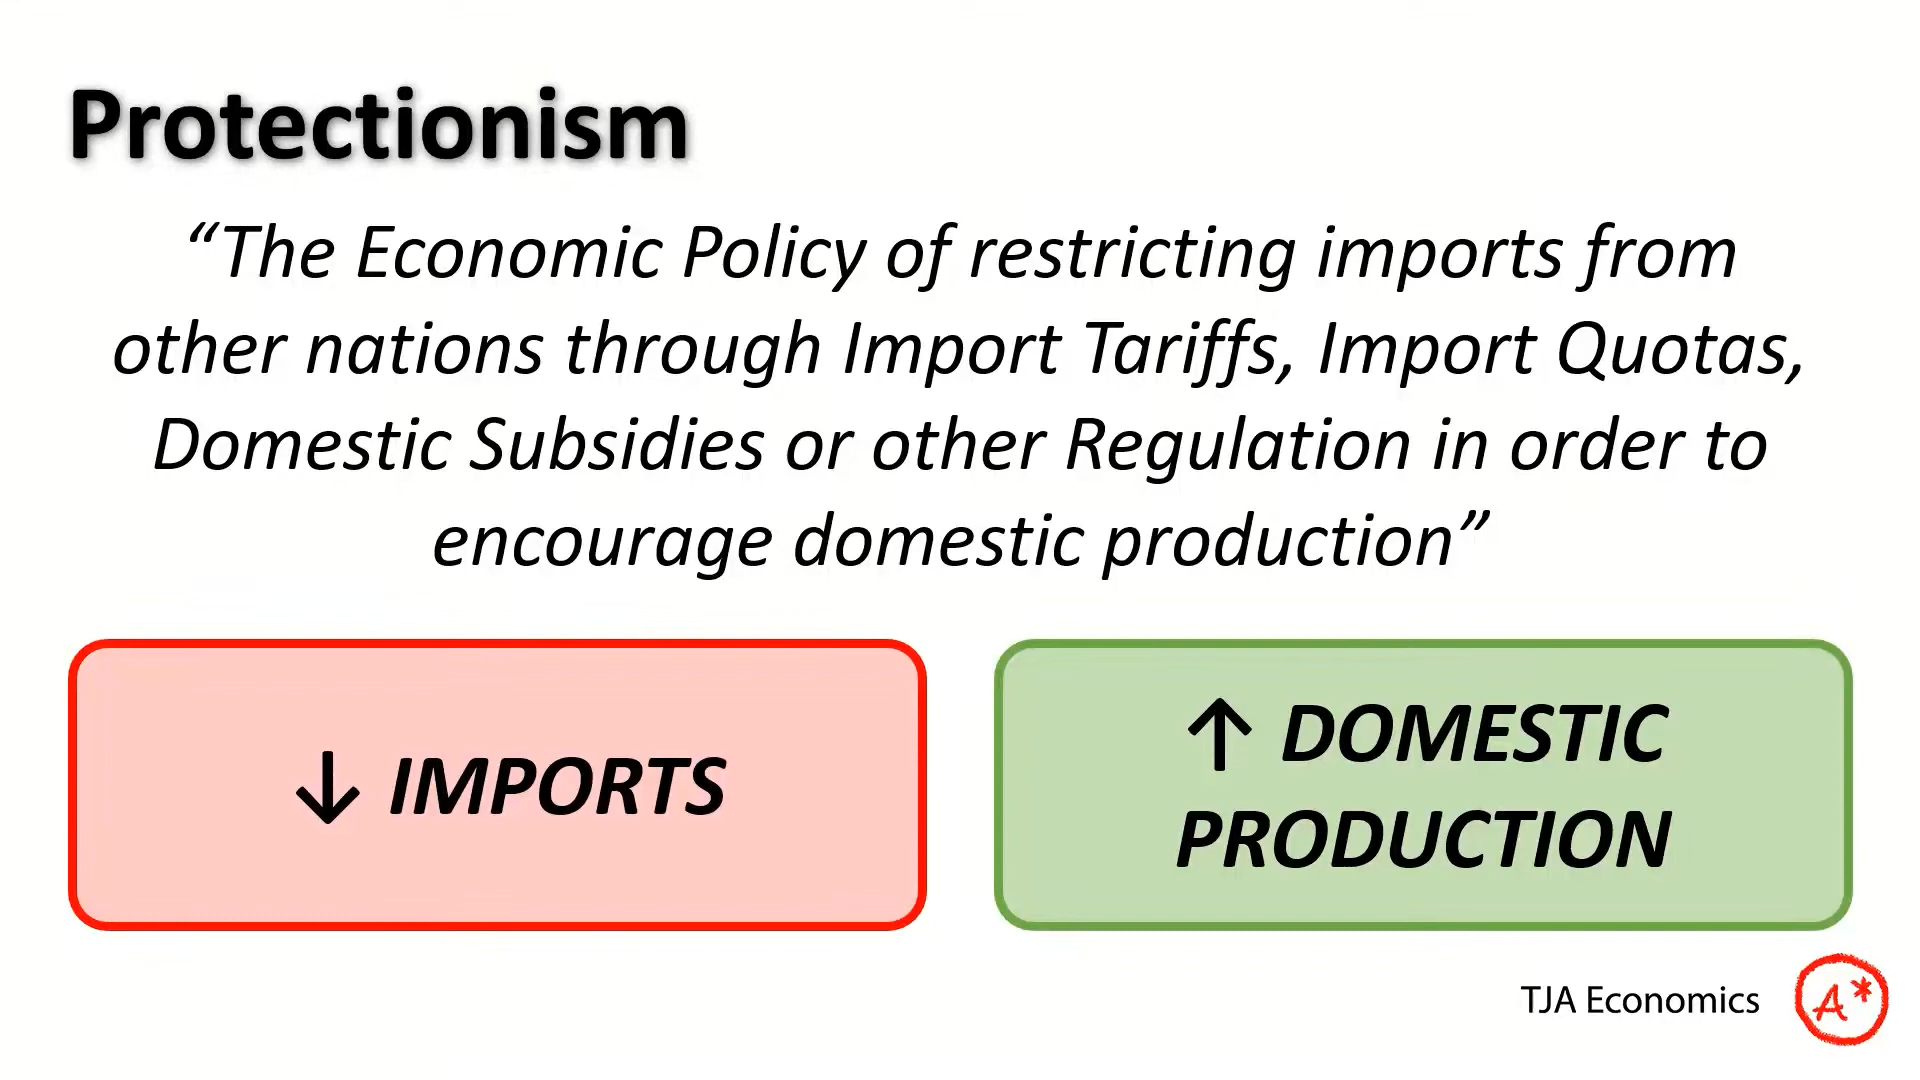 Protectionism
“The Economic Policy of restricting imports from
other nations through Import Tariffs, Import Quotas,
Domestic Subsidies or other Regulation in order to
encourage domestic production”
↓ IMPORTS
↑ DOMESTIC
PRODUCTION
TJA Economics
A*